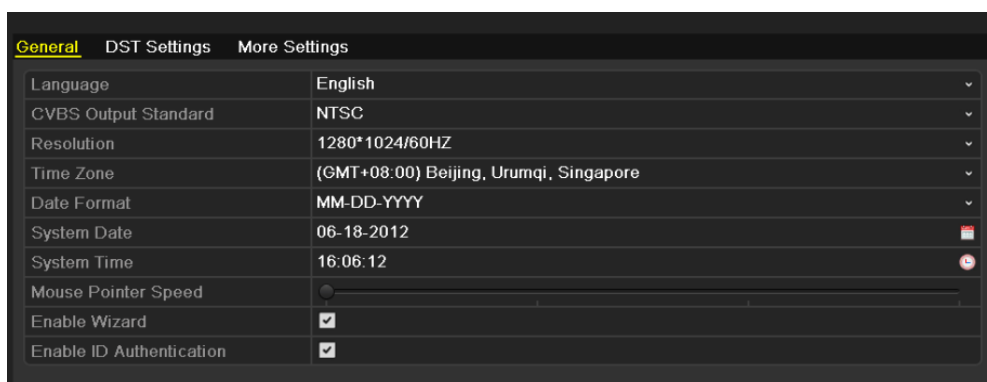 General DST Settings More Settings
Language English
CVBS Output Standard NTSC
Resolution 1280*1024/60HZ
Time Zone (GMT+08:00) Beijing, Urumqi, Singapore
Date Format MM-DD-YYYY
System Date 06-18-2012
System Time 16:06:12
Mouse Pointer Speed
Enable Wizard
Enable ID Authentication